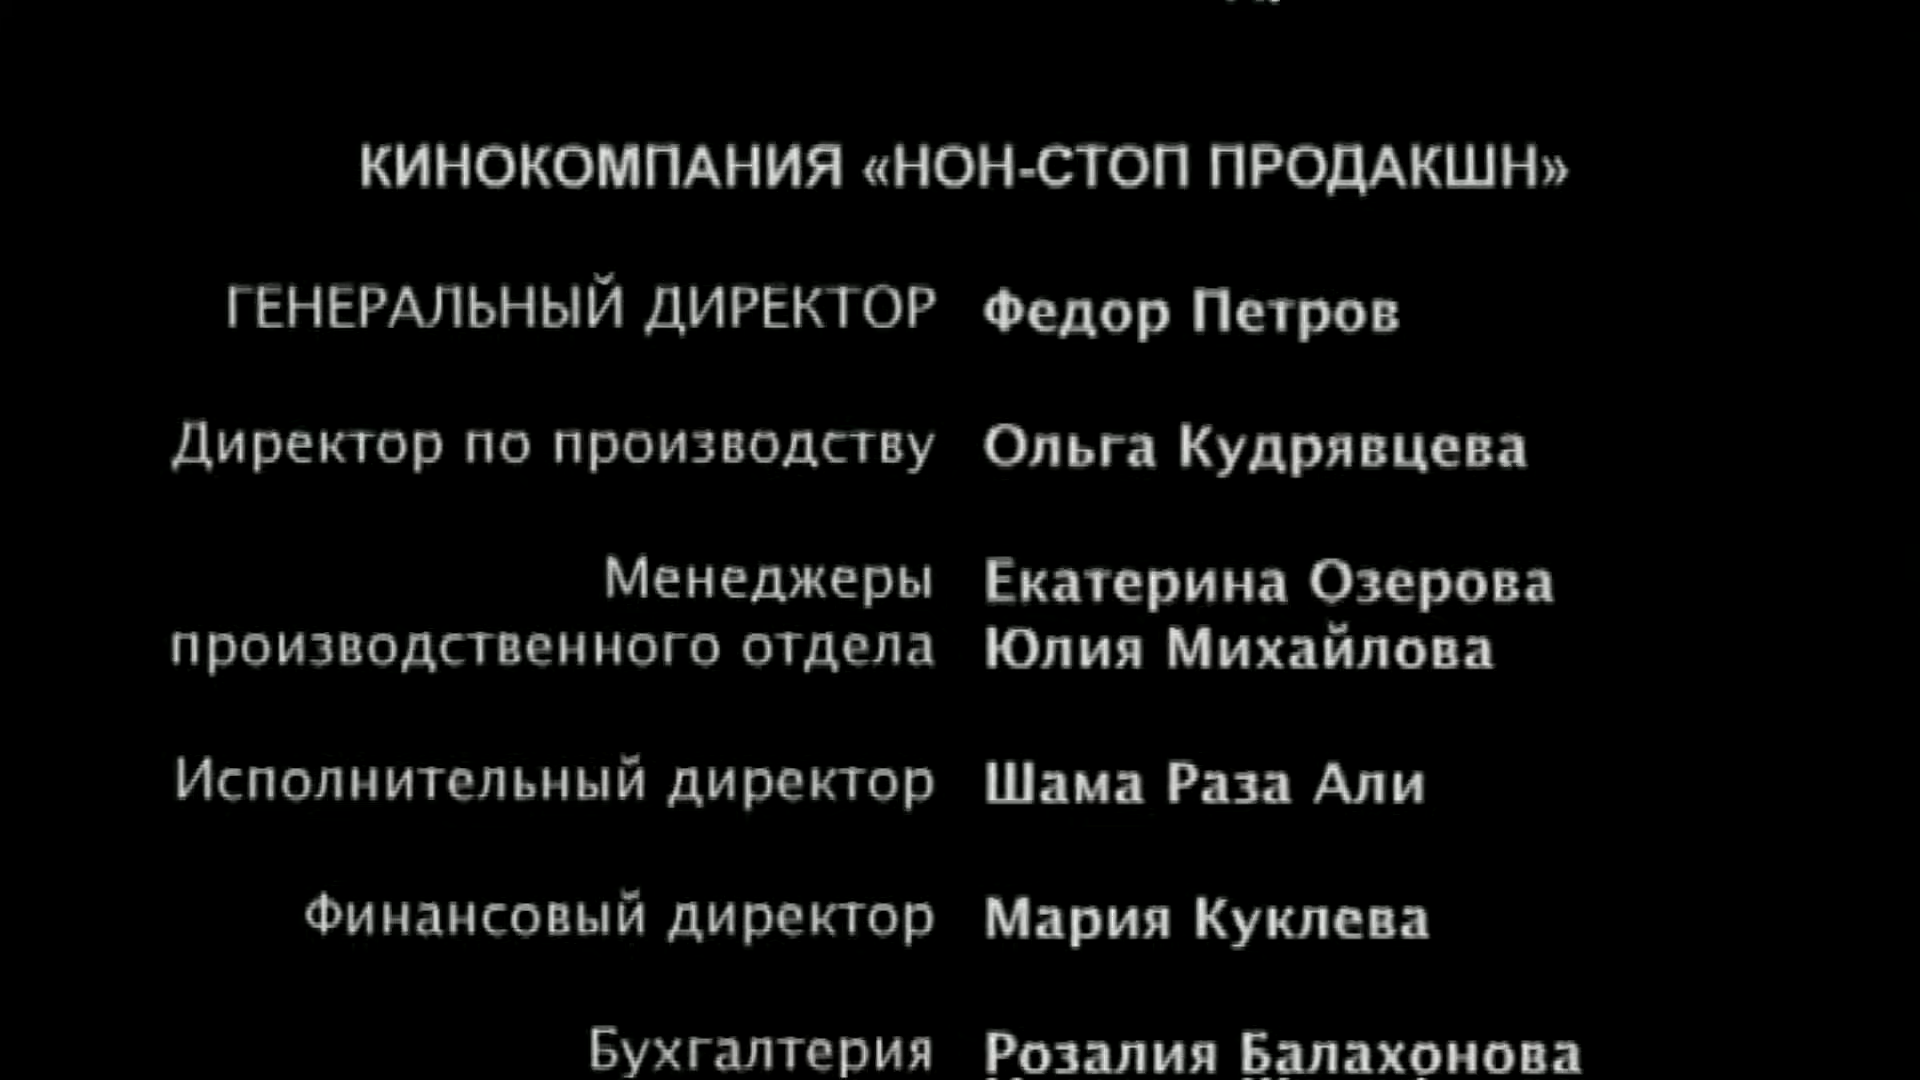 КИНОКОМПАНИЯ «НОН-СТОП ПРОДАКШН»
ГЕНЕРАЛЬНЫЙ ДИРЕКТОР Федор Петров
Директор по производству Ольга Кудрявцева
Менеджеры Екатерина Озерова
производственного отдела Юлия Михайлова
Исполнительный директор Шама Раза Али
Финансовый директор Мария Куклева
Бухгалтерия Розалия Балахонова